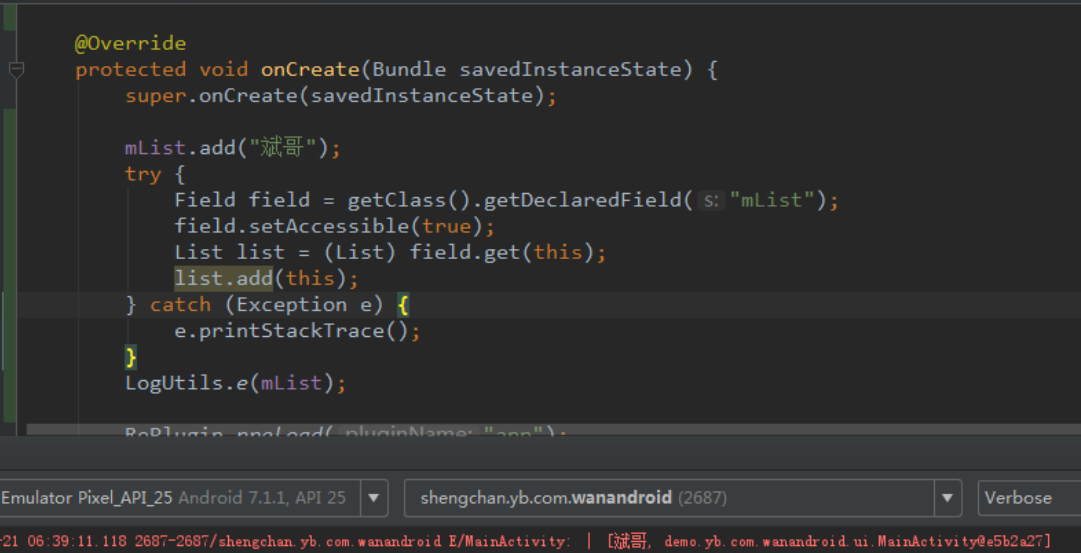 @Override
protected void onCreate(Bundle savedInstanceState) {
super.onCreate(savedInstanceState);
mList.add("斌哥");
try {
Field field = getClass().getDeclaredField( s: "mList");
field.setAccessible(true);
List list = (List) field.get(this);
list.add(this);
} catch (Exception e) {
e.printStackTrace();
}
LogUtils.e(mList);
RePlugin.preload( pluginName: "app");
Emulator Pixel_API_25 Android 7.1.1, API 25 shengchan.yb.com.wanandroid (2687) Verbose
-21 06:39:11.118 2687-2687/shengchan.yb.com.wanandroid E/MainActivity: | [斌哥, demo.yb.com.wanandroid.ui.MainActivity@e5b2a27]